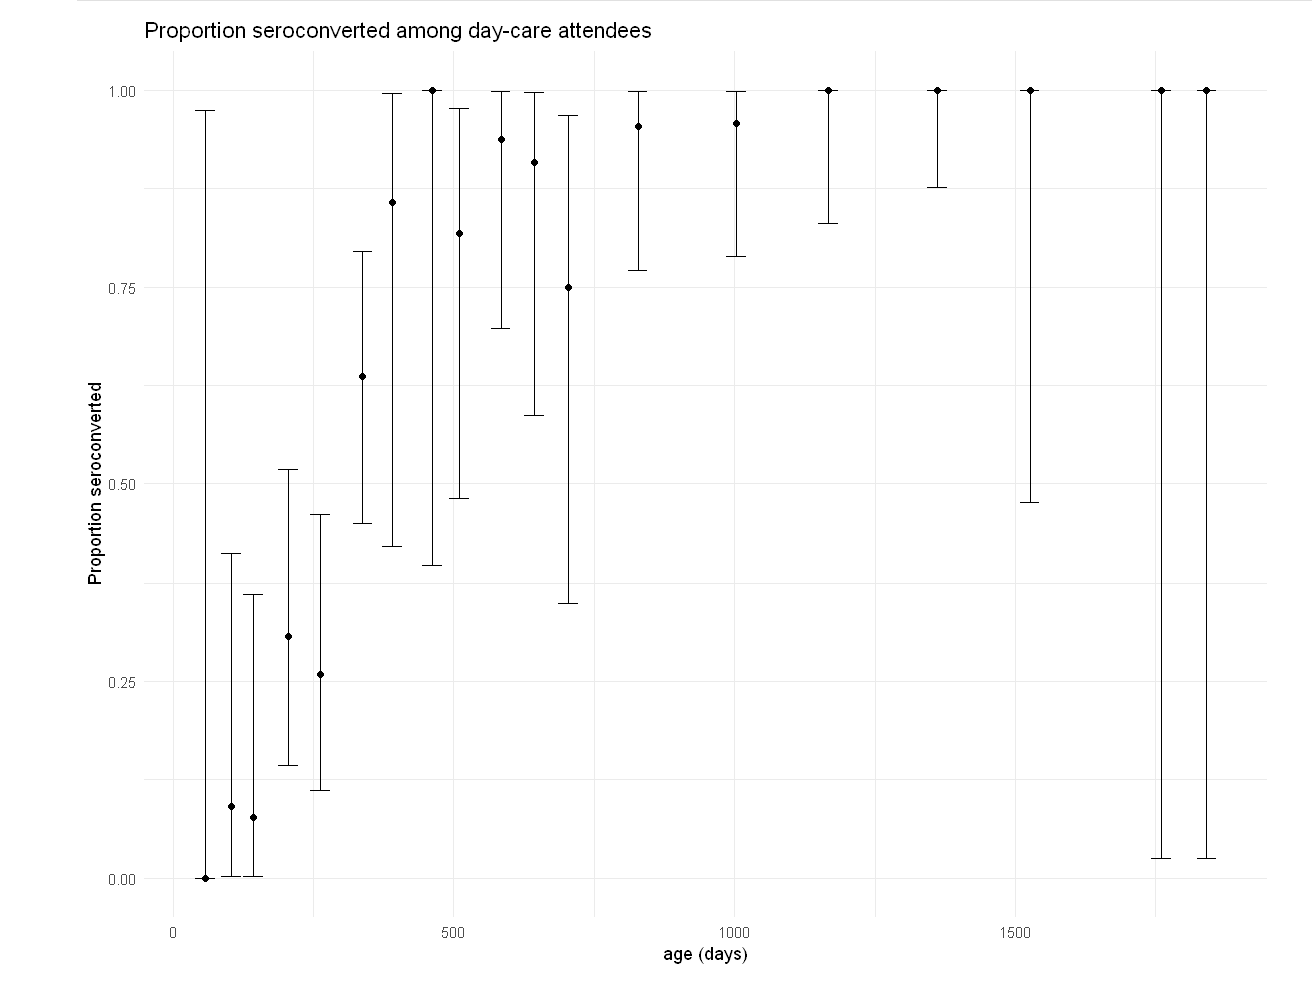 Proportion seroconverted among day-care attendees
1.00
0.75
0.50
0.25
0.00
Proportion seroconverted
0 500 1000 1500
age (days)